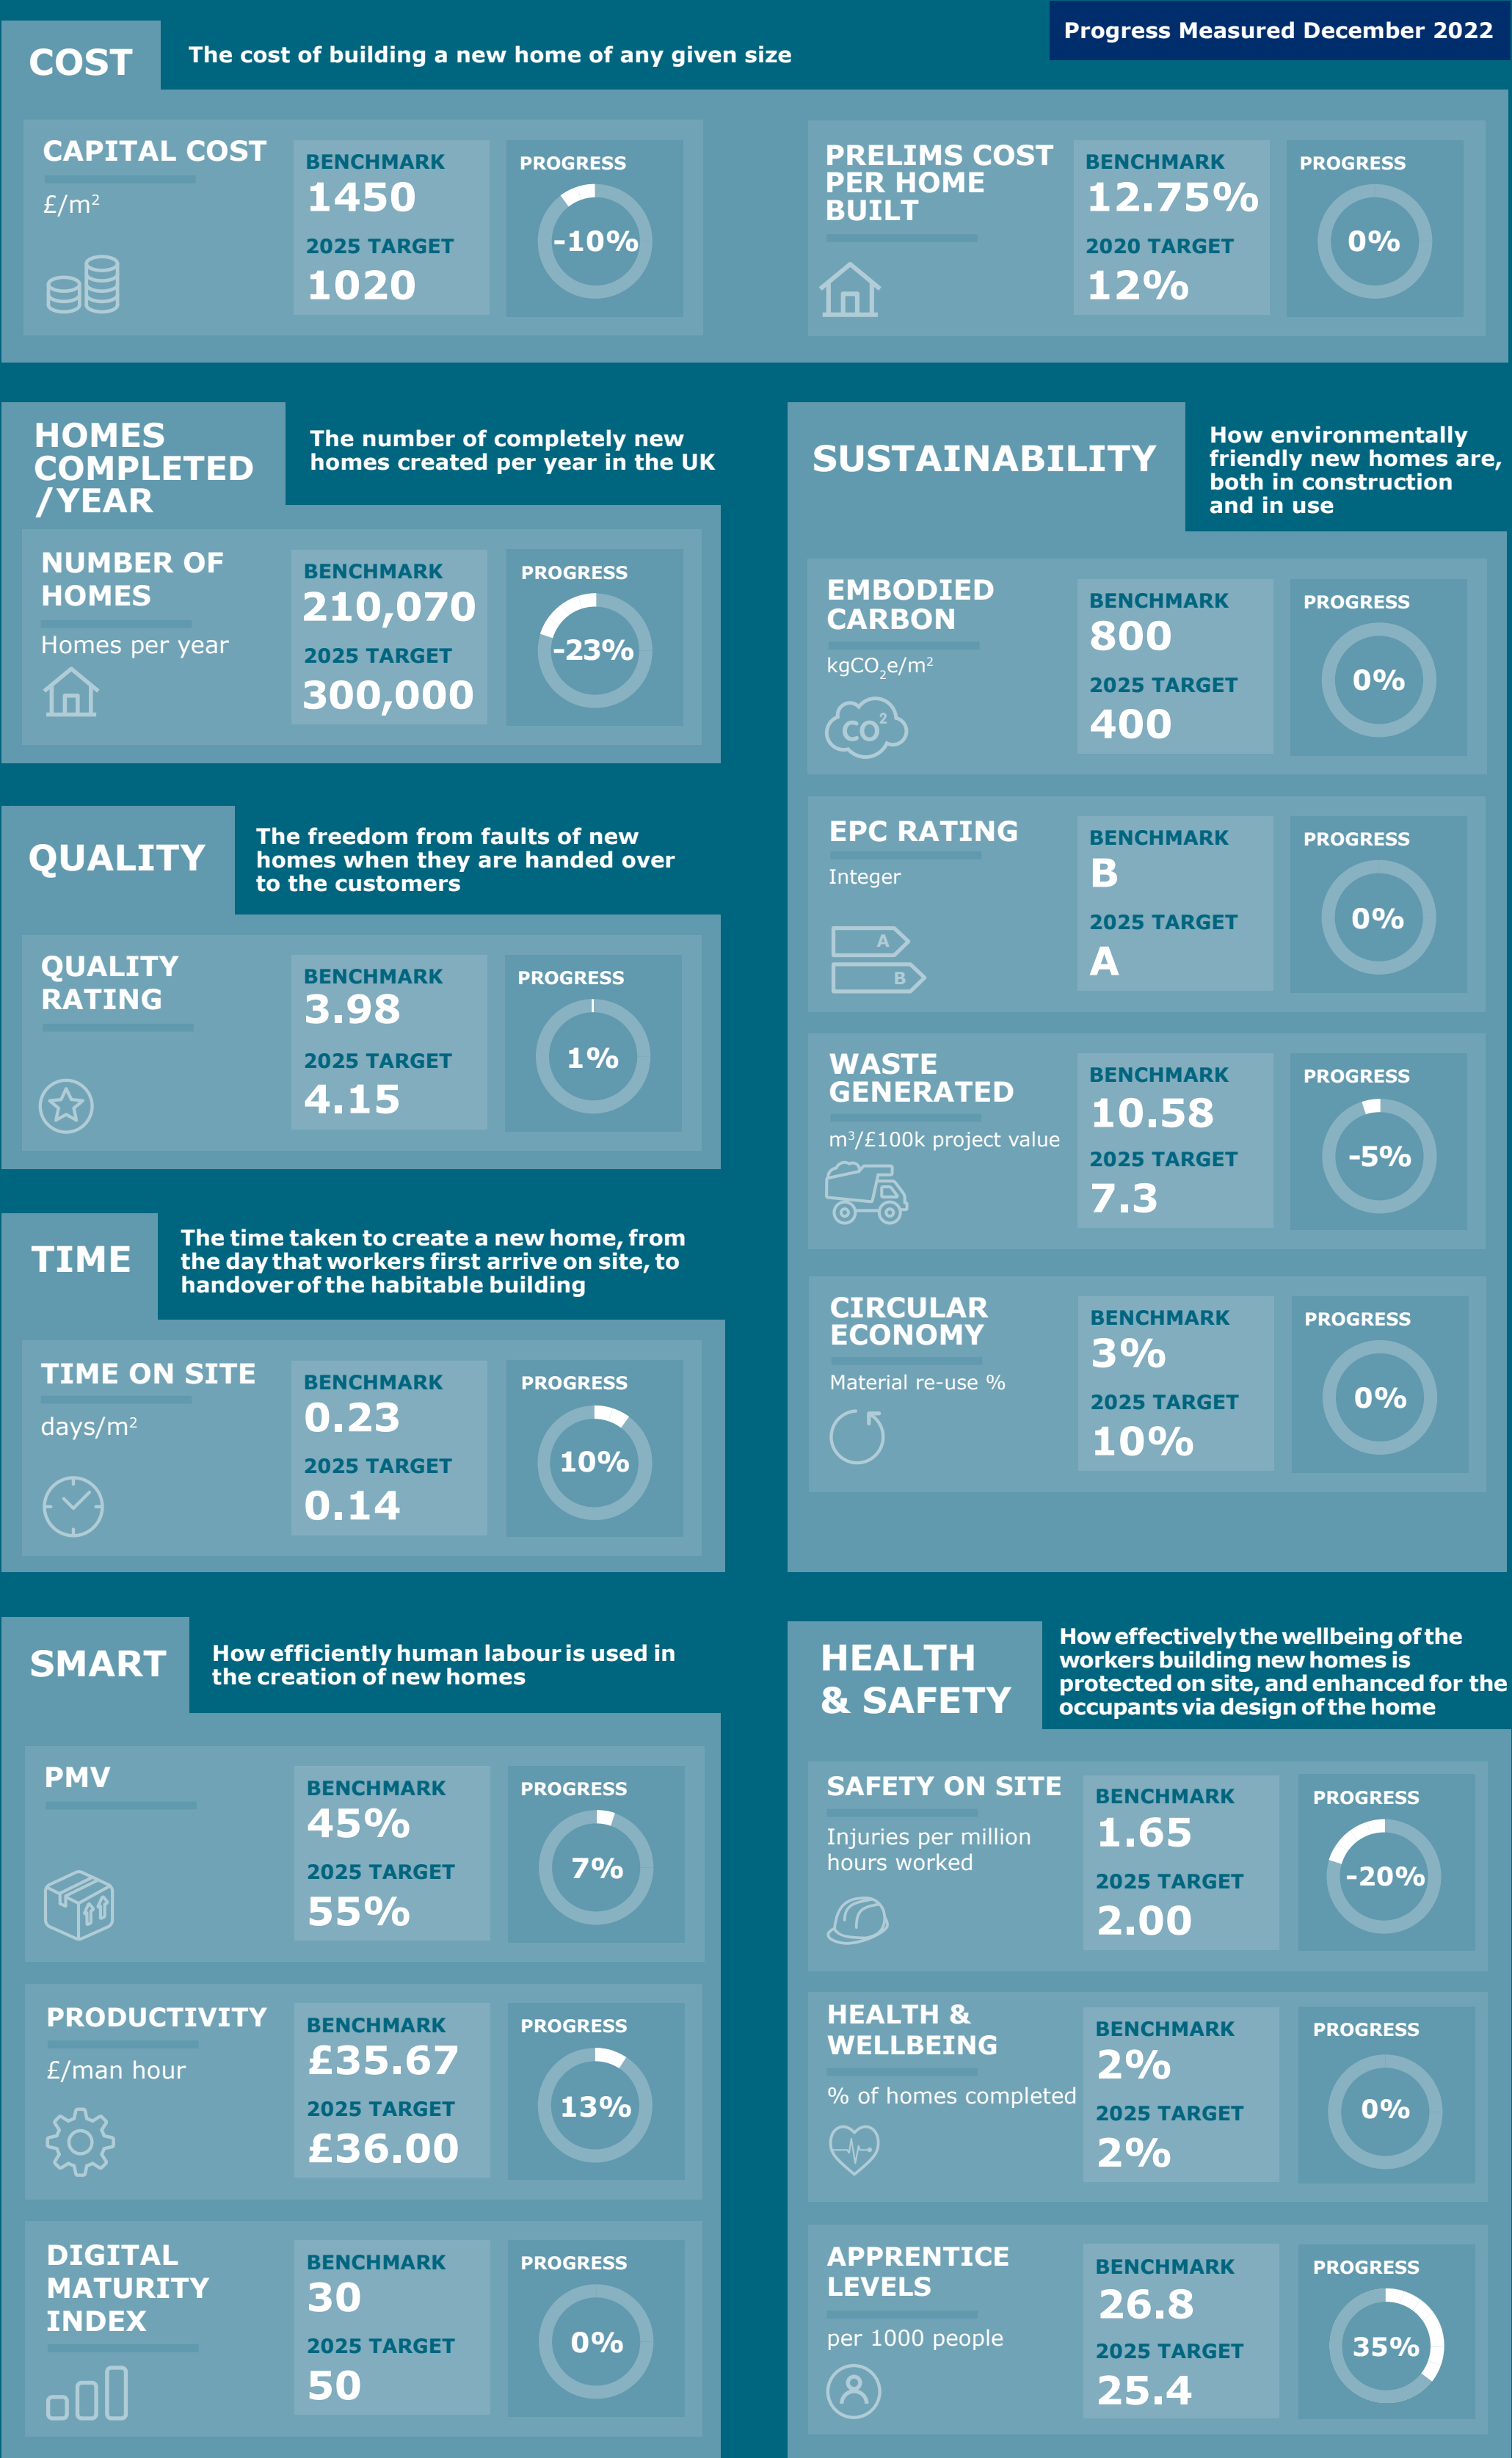 Progress Measured December 2022
COST
The cost of building a new home of any given size
CAPITAL COST
£/m²
BENCHMARK
1450
2025 TARGET
1020
PROGRESS
-10%
PRELIMS COST
PER HOME
BUILT
BENCHMARK
12.75%
2020 TARGET
12%
PROGRESS
0%
HOMES
COMPLETED
/YEAR
The number of completely new
homes created per year in the UK
NUMBER OF
HOMES
Homes per year
BENCHMARK
210,070
2025 TARGET
300,000
PROGRESS
-23%
QUALITY
The freedom from faults of new
homes when they are handed over
to the customers
QUALITY
RATING
BENCHMARK
3.98
2025 TARGET
4.15
PROGRESS
1%
TIME
The time taken to create a new home, from
the day that workers first arrive on site, to
handover of the habitable building
TIME ON SITE
days/m²
BENCHMARK
0.23
2025 TARGET
0.14
PROGRESS
10%
SUSTAINABILITY
How environmentally
friendly new homes are,
both in construction
and in use
EMBODIED
CARBON
kgCO₂e/m²
CO²
BENCHMARK
800
2025 TARGET
400
PROGRESS
0%
EPC RATING
Integer
A
B
BENCHMARK
B
2025 TARGET
A
PROGRESS
0%
WASTE
GENERATED
m³/£100k project value
BENCHMARK
10.58
2025 TARGET
7.3
PROGRESS
-5%
CIRCULAR
ECONOMY
Material re-use %
BENCHMARK
3%
2025 TARGET
10%
PROGRESS
0%
SMART
How efficiently human labour is used in
the creation of new homes
PMV
BENCHMARK
45%
2025 TARGET
55%
PROGRESS
7%
PRODUCTIVITY
£/man hour
BENCHMARK
£35.67
2025 TARGET
£36.00
PROGRESS
13%
DIGITAL
MATURITY
INDEX
BENCHMARK
30
2025 TARGET
50
PROGRESS
0%
HEALTH
& SAFETY
How effectively the wellbeing of the
workers building new homes is
protected on site, and enhanced for the
occupants via design of the home
SAFETY ON SITE
Injuries per million
hours worked
BENCHMARK
1.65
2025 TARGET
2.00
PROGRESS
-20%
HEALTH &
WELLBEING
% of homes completed
BENCHMARK
2%
2025 TARGET
2%
PROGRESS
0%
APPRENTICE
LEVELS
per 1000 people
BENCHMARK
26.8
2025 TARGET
25.4
PROGRESS
35%